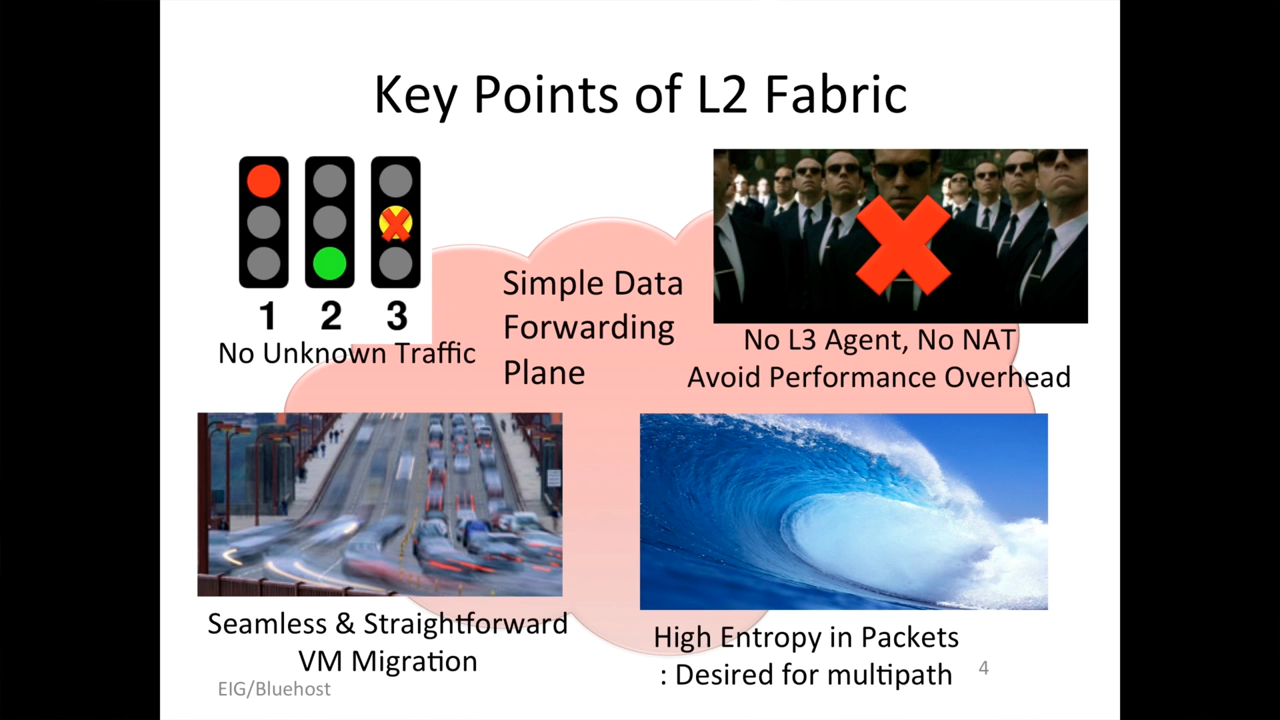 Key Points of L2 Fabric
1 2 3
No Unknown Traffic
Simple Data
Forwarding
Plane
No L3 Agent, No NAT
Avoid Performance Overhead
Seamless & Straightforward
VM Migration
High Entropy in Packets
: Desired for multipath
EIG/Bluehost
4